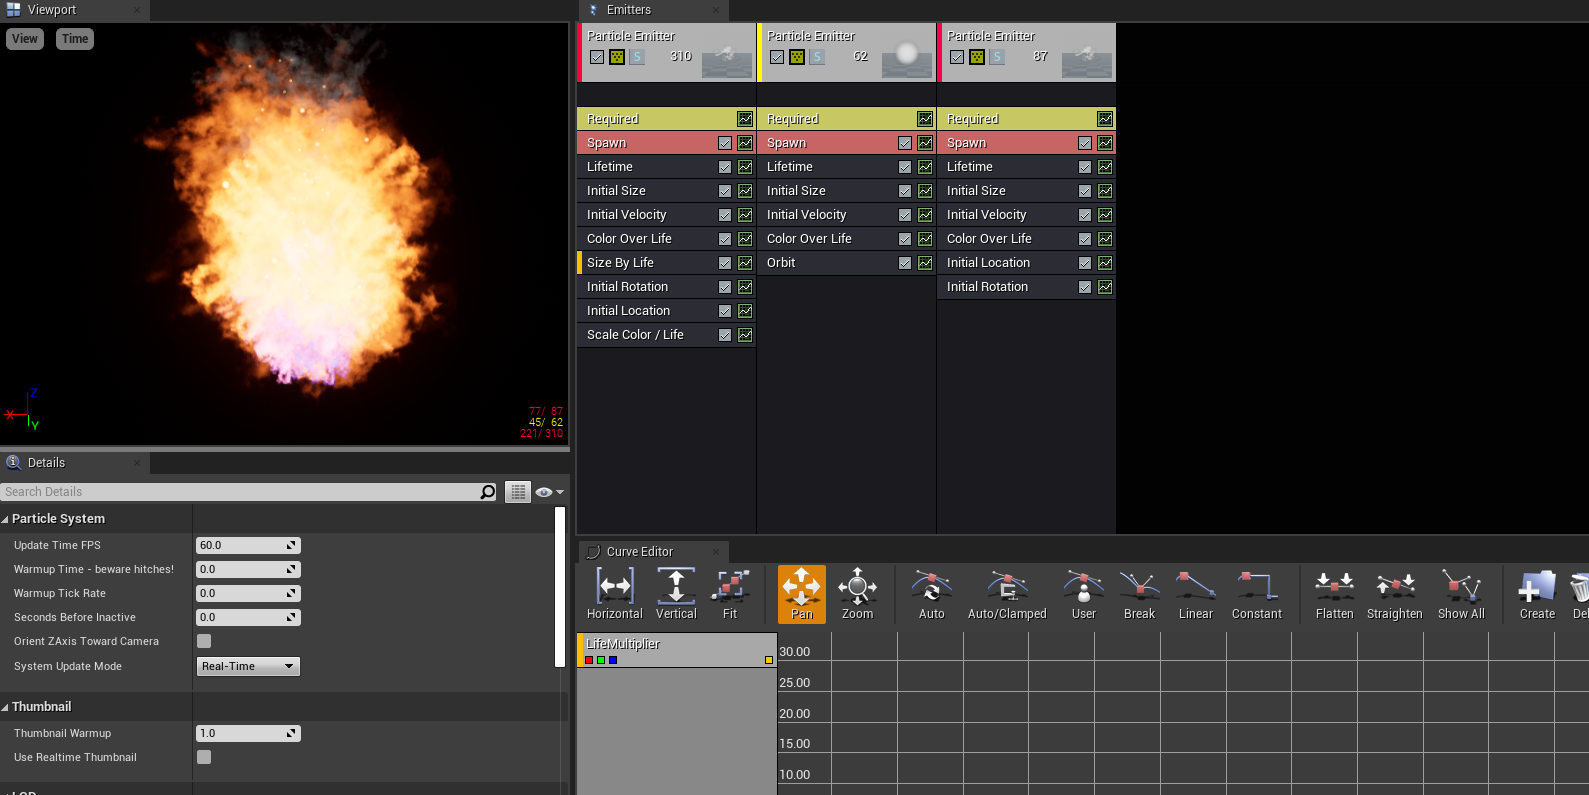 Viewport
View Time
Z
X
Y
77/ 87
45/ 62
221/310
Details
Search Details
Particle System
Update Time FPS 60.0
Warmup Time - beware hitches! 0.0
Warmup Tick Rate 0.0
Seconds Before Inactive 0.0
Orient ZAxis Toward Camera
System Update Mode Real-Time
Thumbnail
Thumbnail Warmup 1.0
Use Realtime Thumbnail
LOD
Emitters
Particle Emitter Particle Emitter Particle Emitter
S 310 S 62 S 87
Required Required Required
Spawn Spawn Spawn
Lifetime Lifetime Lifetime
Initial Size Initial Size Initial Size
Initial Velocity Initial Velocity Initial Velocity
Color Over Life Color Over Life Color Over Life
Size By Life Orbit Initial Location
Initial Rotation Initial Rotation
Initial Location
Scale Color / Life
Curve Editor
Horizontal Vertical Fit Pan Zoom Auto Auto/Clamped User Break Linear Constant Flatten Straighten Show All Create Del
LifeMultiplier
30.00
25.00
20.00
15.00
10.00